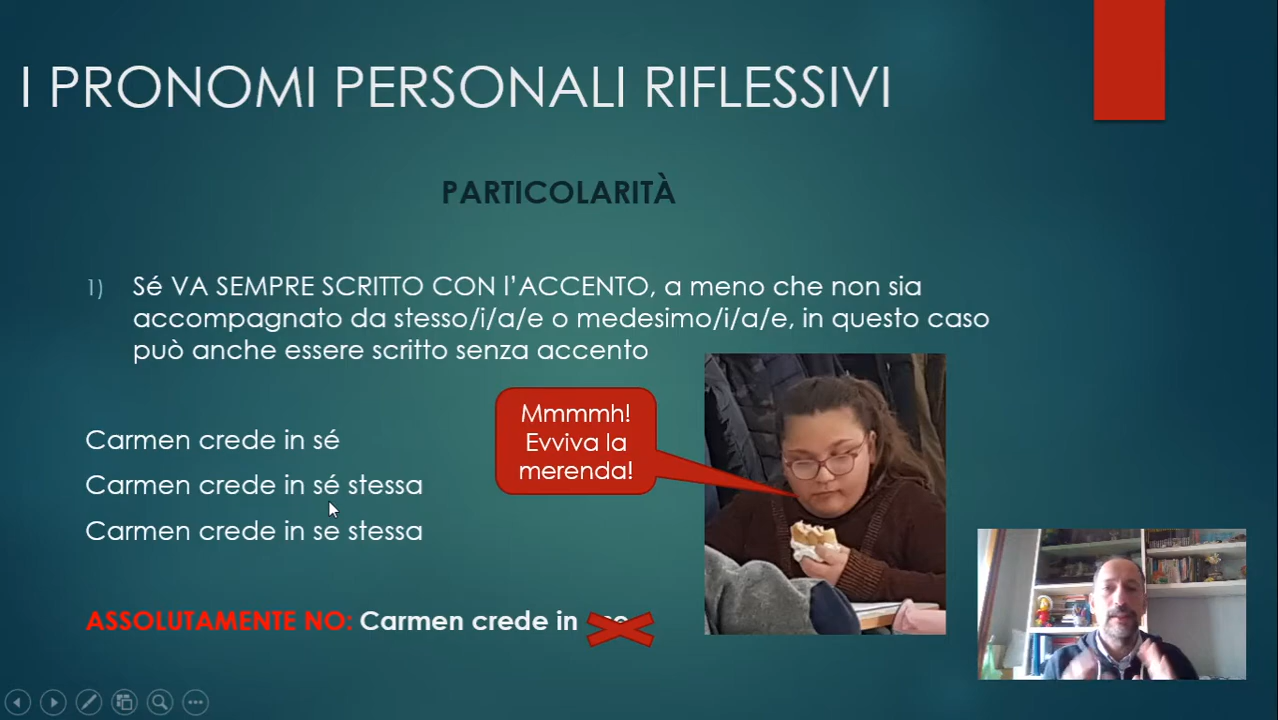 I PRONOMI PERSONALI RIFLESSIVI
PARTICOLARITÀ
1) Sé VA SEMPRE SCRITTO CON l'ACCENTO, a meno che non sia
accompagnato da stesso/i/a/e o medesimo/i/a/e, in questo caso
può anche essere scritto senza accento
Mmmmh!
Evviva la
merenda!
Carmen crede in sé
Carmen crede in sé stessa
Carmen crede in se stessa
ASSOLUTAMENTE NO: Carmen crede in